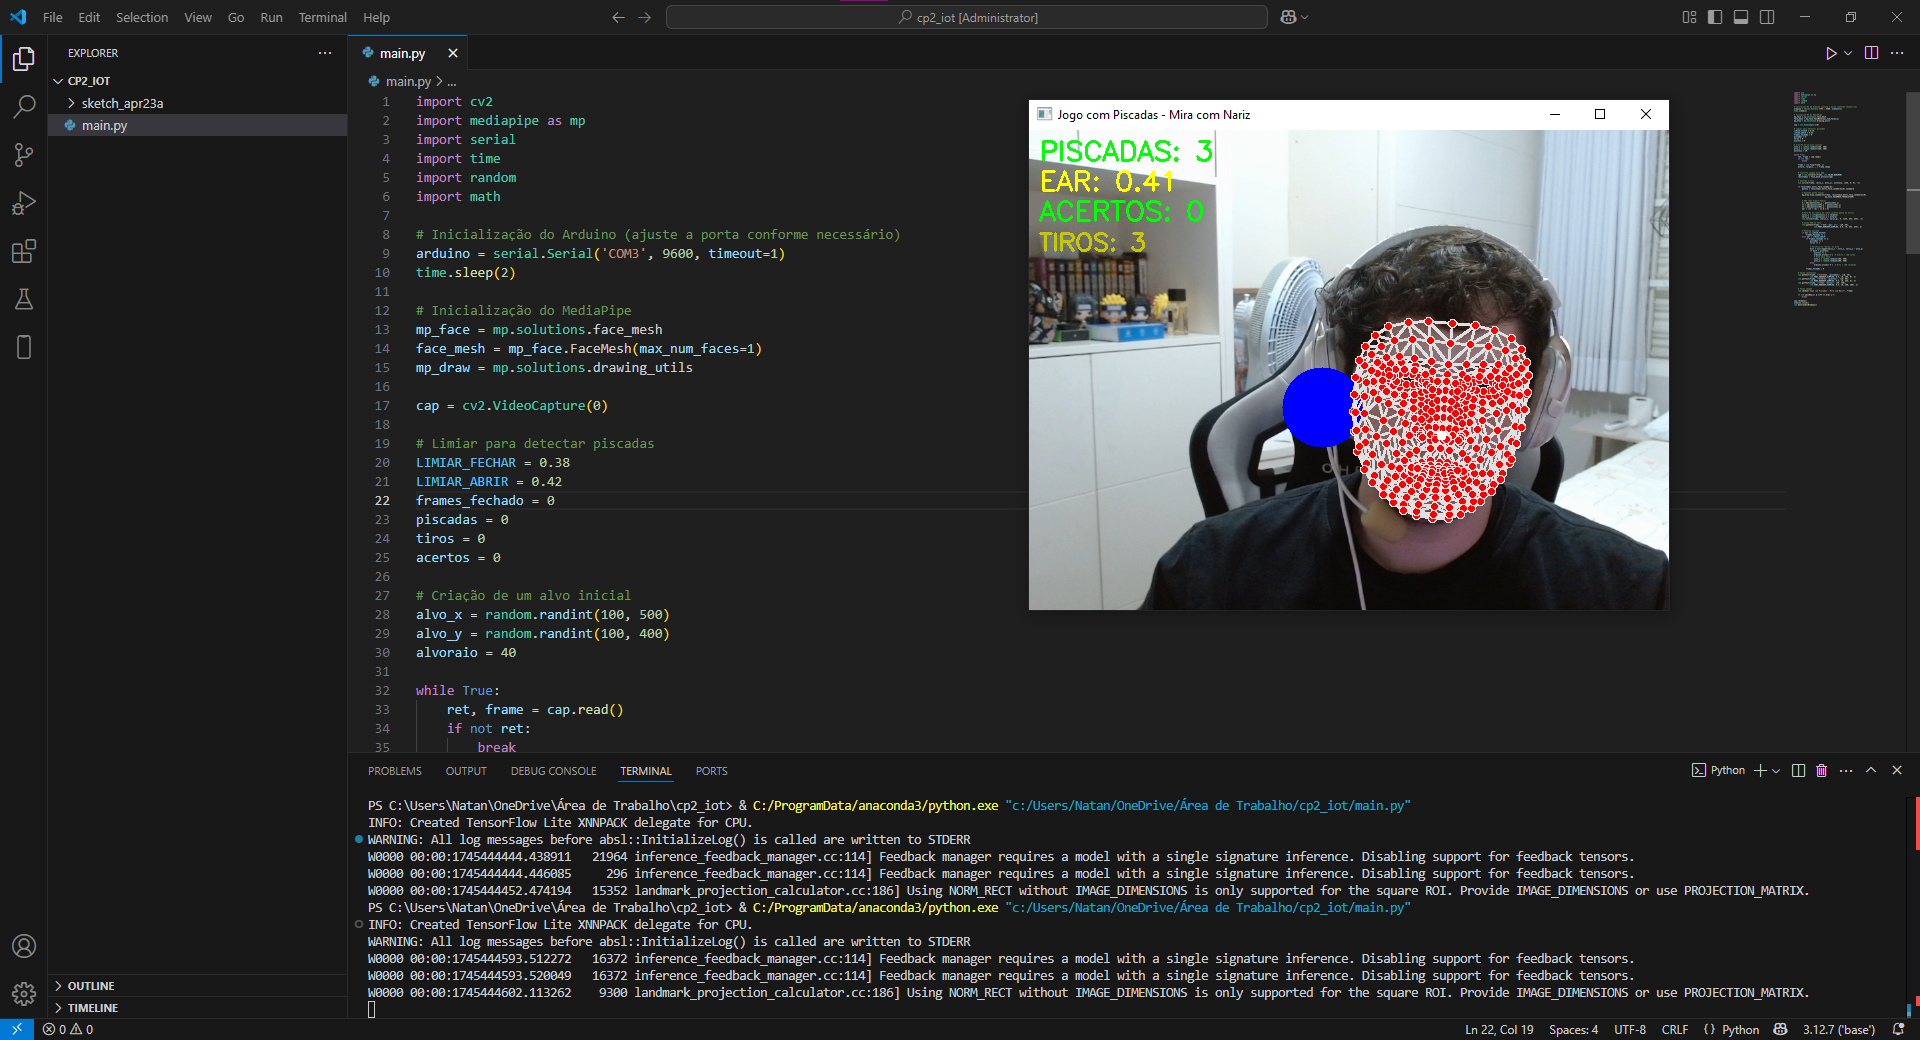 File Edit Selection View Go Run Terminal Help
cp2_iot [Administrator]
EXPLORER
CP2_IOT
sketch_apr23a
main.py
OUTLINE
TIMELINE
main.py
main.py > ...
1 import cv2
2 import mediapipe as mp
3 import serial
4 import time
5 import random
6 import math
7
8 # Inicialização do Arduino (ajuste a porta conforme necessário)
9 arduino = serial.Serial('COM3', 9600, timeout=1)
10 time.sleep(2)
11
12 # Inicialização do MediaPipe
13 mp_face = mp.solutions.face_mesh
14 face_mesh = mp_face.FaceMesh(max_num_faces=1)
15 mp_draw = mp.solutions.drawing_utils
16
17 cap = cv2.VideoCapture(0)
18
19 # Limiar para detectar piscadas
20 LIMIAR_FECHAR = 0.38
21 LIMIAR_ABRIR = 0.42
22 frames_fechado = 0
23 piscadas = 0
24 tiros = 0
25 acertos = 0
26
27 # Criação de um alvo inicial
28 alvo_x = random.randint(100, 500)
29 alvo_y = random.randint(100, 400)
30 alvoraio = 40
31
32 while True:
33 ret, frame = cap.read()
34 if not ret:
35 break
Jogo com Piscadas - Mira com Nariz
PISCADAS: 3
EAR: 0.41
ACERTOS: 0
TIROS: 3
PROBLEMS OUTPUT DEBUG CONSOLE TERMINAL PORTS
Python
PS C:\Users\Natan\OneDrive\Área de Trabalho\cp2_iot> & C:/ProgramData/anaconda3/python.exe "c:/Users/Natan/OneDrive/Área de Trabalho/cp2_iot/main.py"
INFO: Created TensorFlow Lite XNNPACK delegate for CPU.
WARNING: All log messages before absl::InitializeLog() is called are written to STDERR
W0000 00:00:1745444444.438911 21964 inference_feedback_manager.cc:114] Feedback manager requires a model with a single signature inference. Disabling support for feedback tensors.
W0000 00:00:1745444444.446085 296 inference_feedback_manager.cc:114] Feedback manager requires a model with a single signature inference. Disabling support for feedback tensors.
W0000 00:00:1745444452.474194 15352 landmark_projection_calculator.cc:186] Using NORM_RECT without IMAGE_DIMENSIONS is only supported for the square ROI. Provide IMAGE_DIMENSIONS or use PROJECTION_MATRIX.
PS C:\Users\Natan\OneDrive\Área de Trabalho\cp2_iot> & C:/ProgramData/anaconda3/python.exe "c:/Users/Natan/OneDrive/Área de Trabalho/cp2_iot/main.py"
INFO: Created TensorFlow Lite XNNPACK delegate for CPU.
WARNING: All log messages before absl::InitializeLog() is called are written to STDERR
W0000 00:00:1745444593.512272 16372 inference_feedback_manager.cc:114] Feedback manager requires a model with a single signature inference. Disabling support for feedback tensors.
W0000 00:00:1745444593.520049 16372 inference_feedback_manager.cc:114] Feedback manager requires a model with a single signature inference. Disabling support for feedback tensors.
W0000 00:00:1745444602.113262 9300 landmark_projection_calculator.cc:186] Using NORM_RECT without IMAGE_DIMENSIONS is only supported for the square ROI. Provide IMAGE_DIMENSIONS or use PROJECTION_MATRIX.
0 0
Ln 22, Col 19 Spaces: 4 UTF-8 CRLF {} Python 3.12.7 ('base')